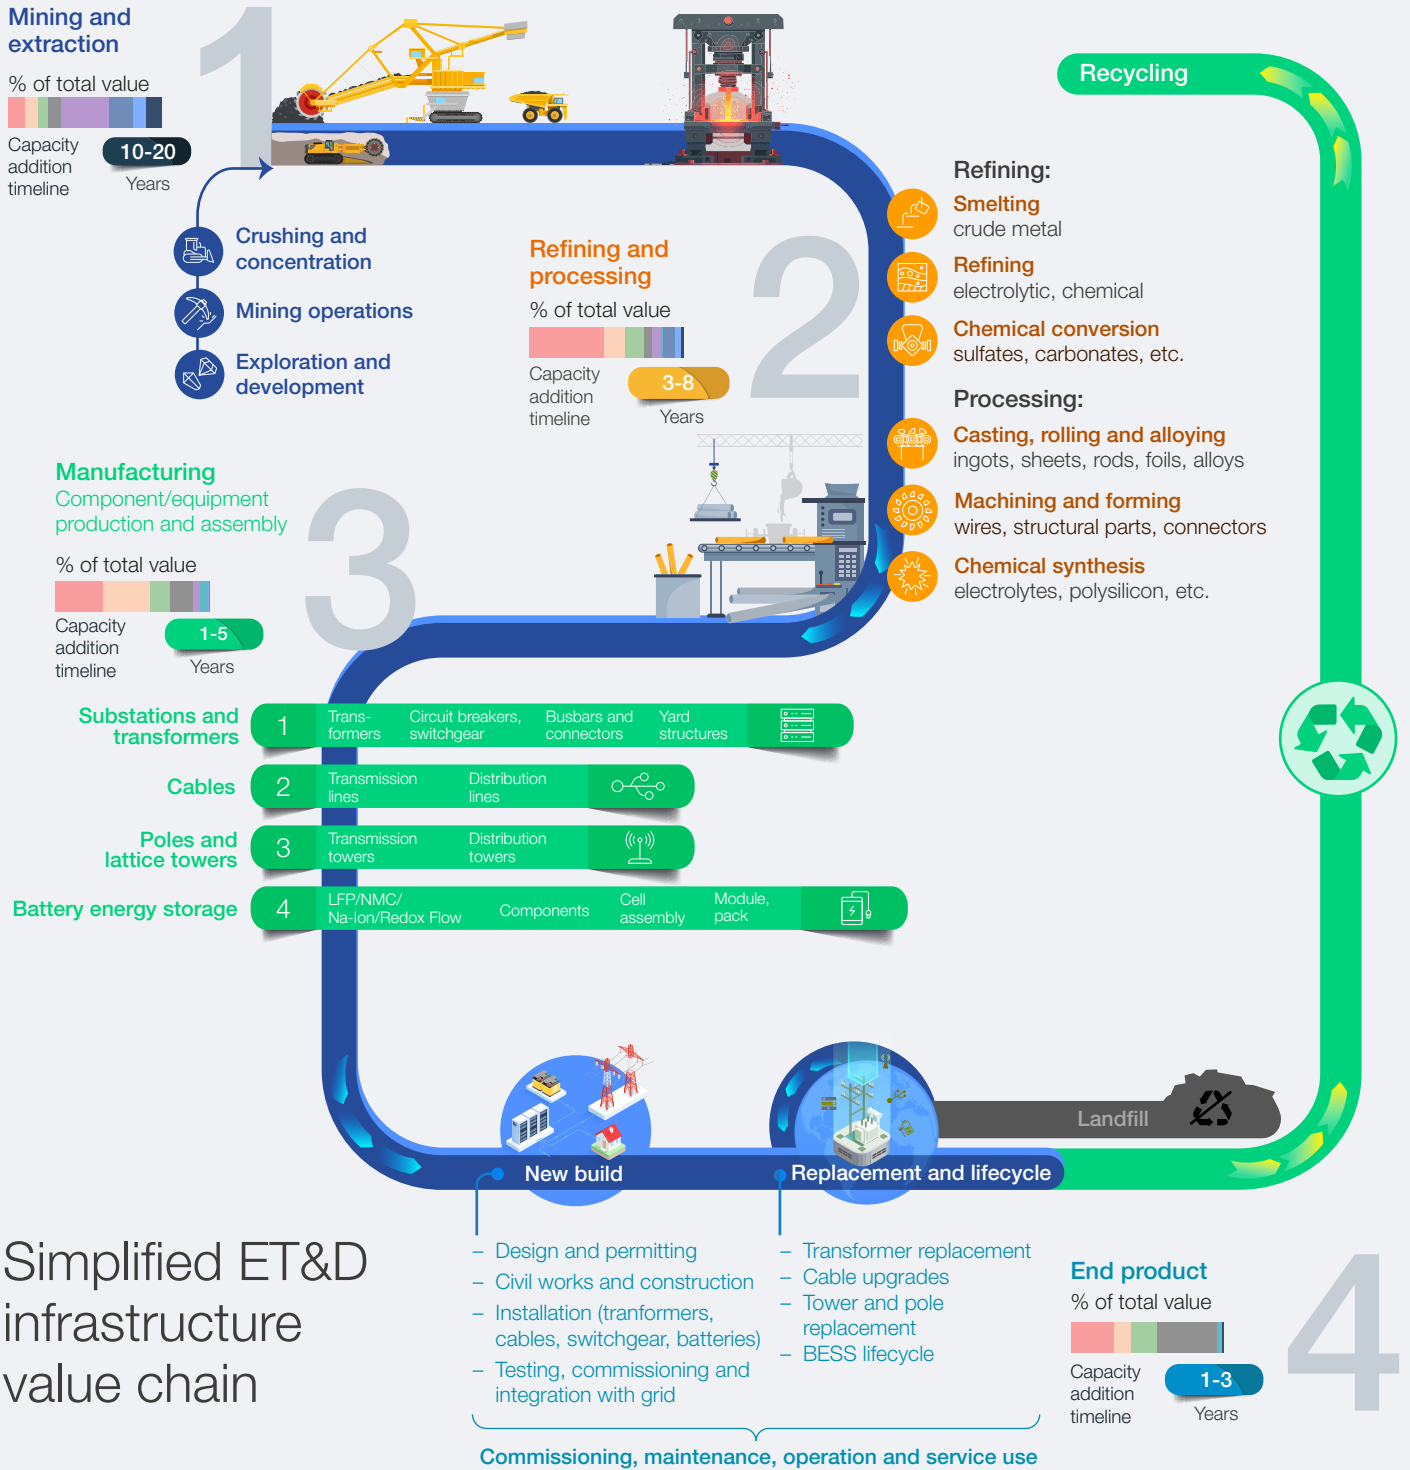 1
Mining and
extraction
% of total value
Capacity
addition
timeline
10-20
Years
Crushing and
concentration
Mining operations
Exploration and
development
2
Refining and
processing
% of total value
Capacity
addition
timeline
3-8
Years
Refining:
Smelting
crude metal
Refining
electrolytic, chemical
Chemical conversion
sulfates, carbonates, etc.
Processing:
Casting, rolling and alloying
ingots, sheets, rods, foils, alloys
Machining and forming
wires, structural parts, connectors
Chemical synthesis
electrolytes, polysilicon, etc.
Recycling
3
Manufacturing
Component/equipment
production and assembly
% of total value
Capacity
addition
timeline
1-5
Years
Substations and
transformers
1
Trans-
formers
Circuit breakers,
switchgear
Busbars and
connectors
Yard
structures
Cables
2
Transmission
lines
Distribution
lines
Poles and
lattice towers
3
Transmission
towers
Distribution
towers
Battery energy storage
4
LFP/NMC/
Na-Ion/Redox Flow
Components
Cell
assembly
Module,
pack
New build
Replacement and lifecycle
Landfill
– Design and permitting
– Civil works and construction
– Installation (tranformers,
cables, switchgear, batteries)
– Testing, commissioning and
integration with grid
– Transformer replacement
– Cable upgrades
– Tower and pole
replacement
– BESS lifecycle
Commissioning, maintenance, operation and service use
4
End product
% of total value
Capacity
addition
timeline
1-3
Years
Simplified ET&D
infrastructure
value chain